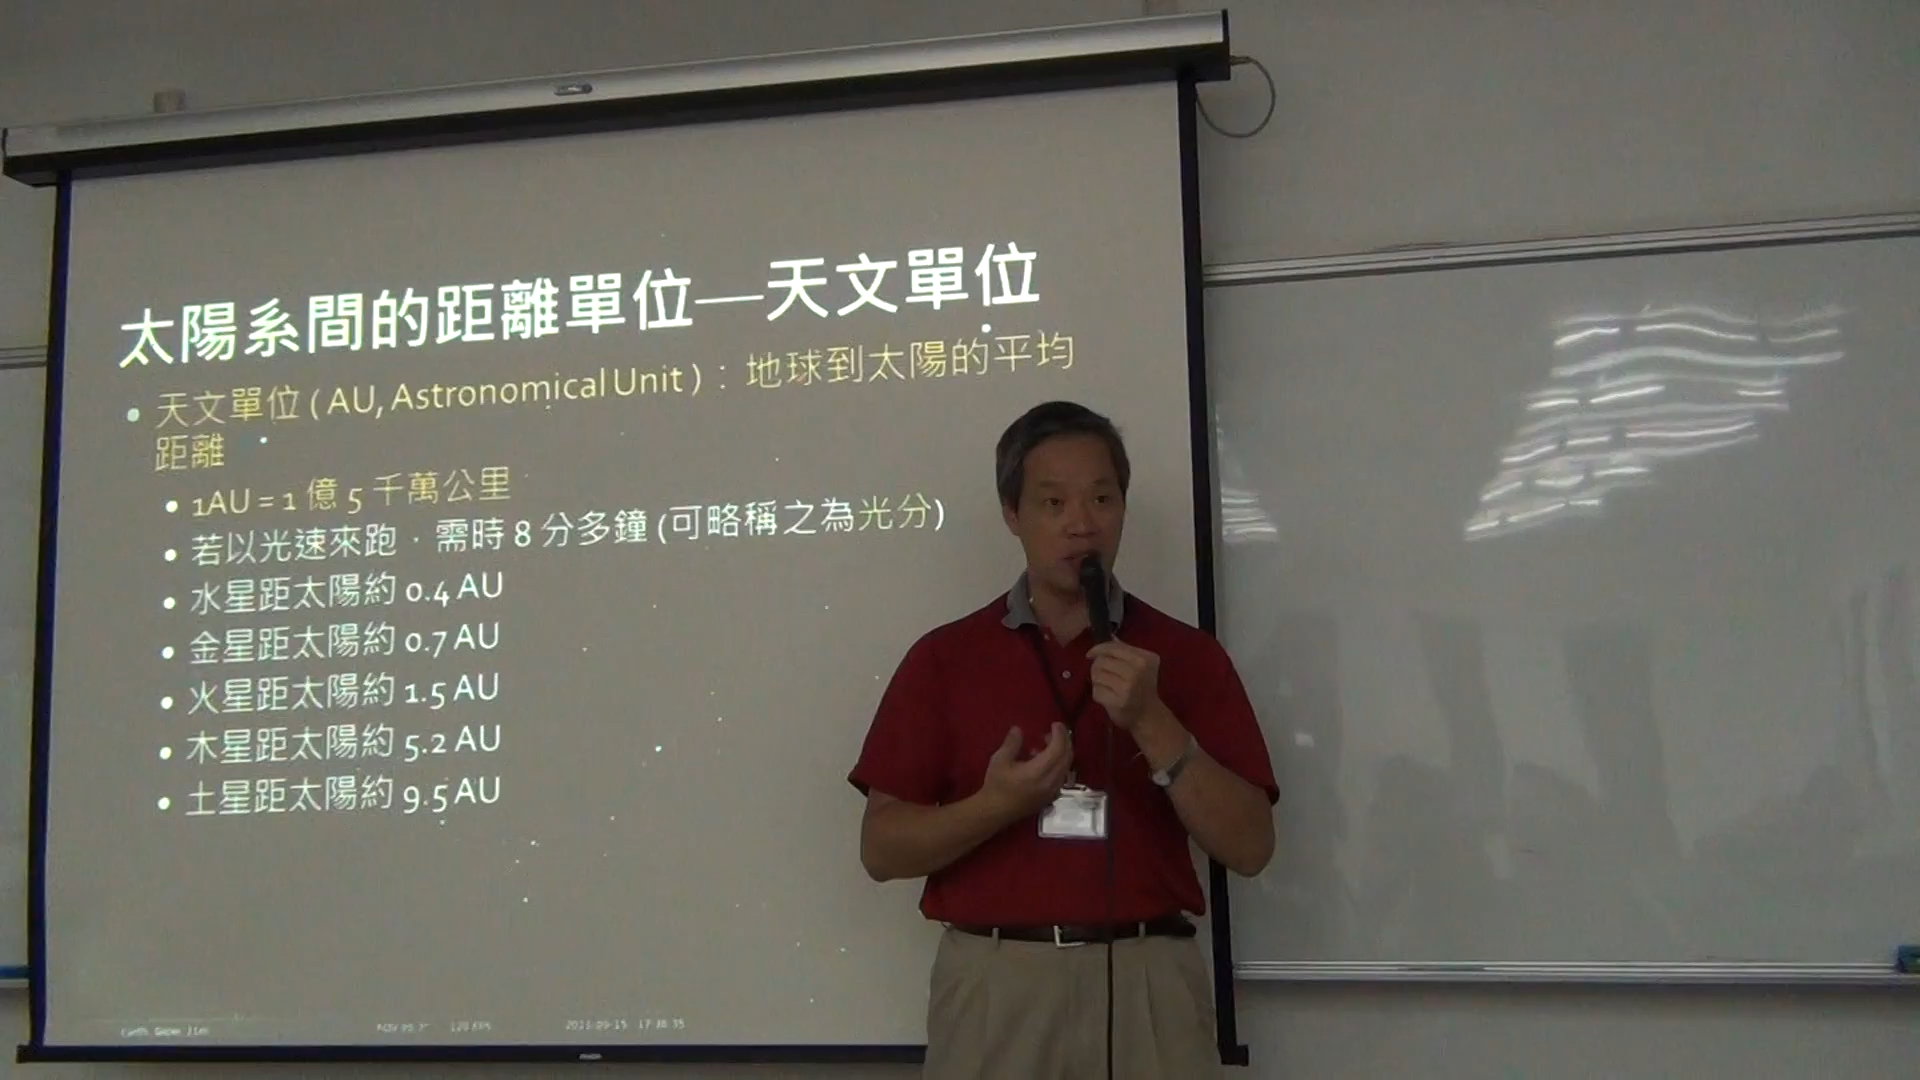 太陽系間的距離單位—天文單位
• 天文單位 ( AU, Astronomical Unit )：地球到太陽的平均
距離
• 1AU = 1 億 5 千萬公里
• 若以光速來跑，需時 8 分多鐘 (可略稱之為光分)
• 水星距太陽約 0.4 AU
• 金星距太陽約 0.7 AU
• 火星距太陽約 1.5 AU
• 木星距太陽約 5.2 AU
• 土星距太陽約 9.5 AU